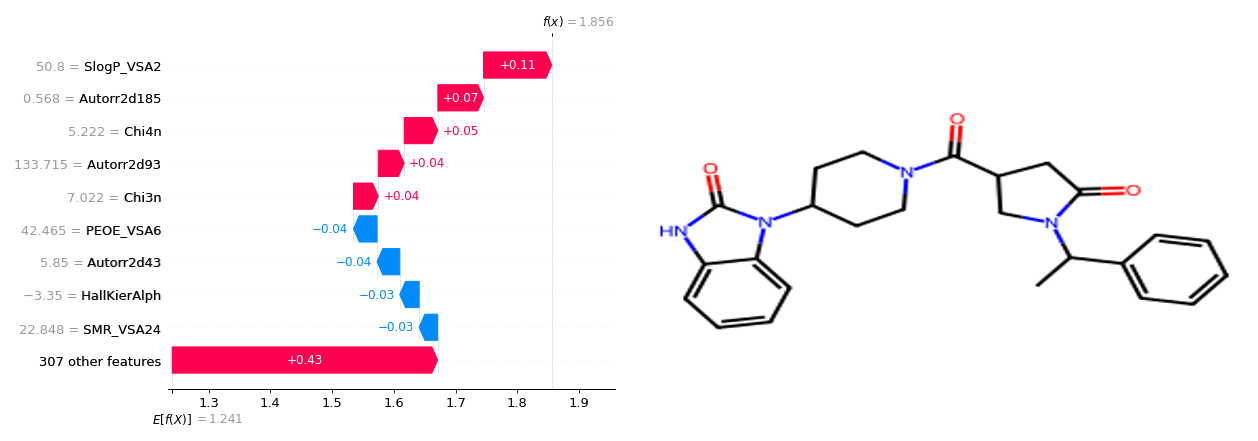 f(x) = 1.856
50.8 = SlogP_VSA2
+0.11
0.568 = Autorr2d185
+0.07
5.222 = Chi4n
+0.05
133.715 = Autorr2d93
+0.04
7.022 = Chi3n
+0.04
42.465 = PEOE_VSA6
−0.04
5.85 = Autorr2d43
−0.04
−3.35 = HallKierAlph
−0.03
22.848 = SMR_VSA24
−0.03
307 other features
+0.43
1.3 1.4 1.5 1.6 1.7 1.8 1.9
E[f(X)] = 1.241
O
O
N
O
HN
N
N